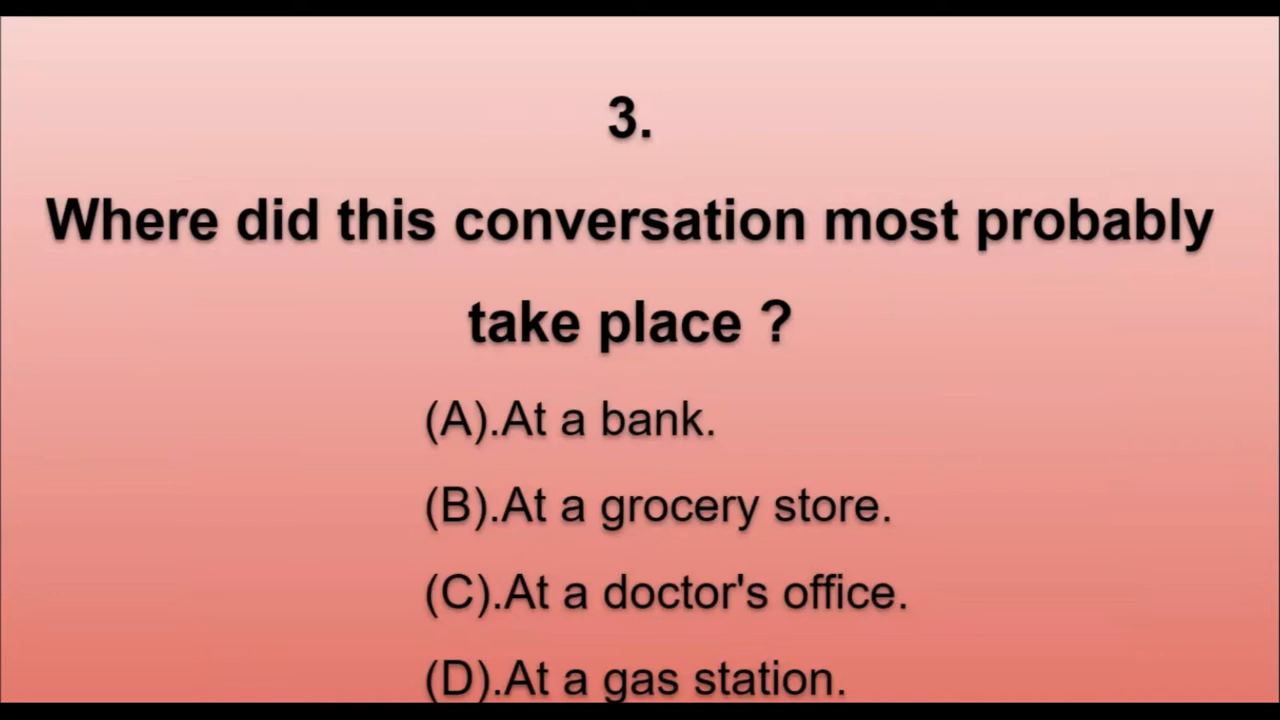 3.
Where did this conversation most probably
take place ?
(A).At a bank.
(B).At a grocery store.
(C).At a doctor's office.
(D).At a gas station.